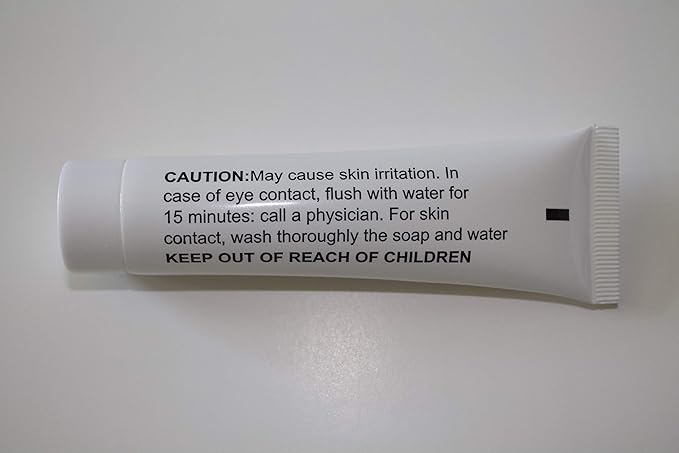 CAUTION:May cause skin irritation. In
case of eye contact, flush with water for
15 minutes: call a physician. For skin
contact, wash thoroughly the soap and water
KEEP OUT OF REACH OF CHILDREN